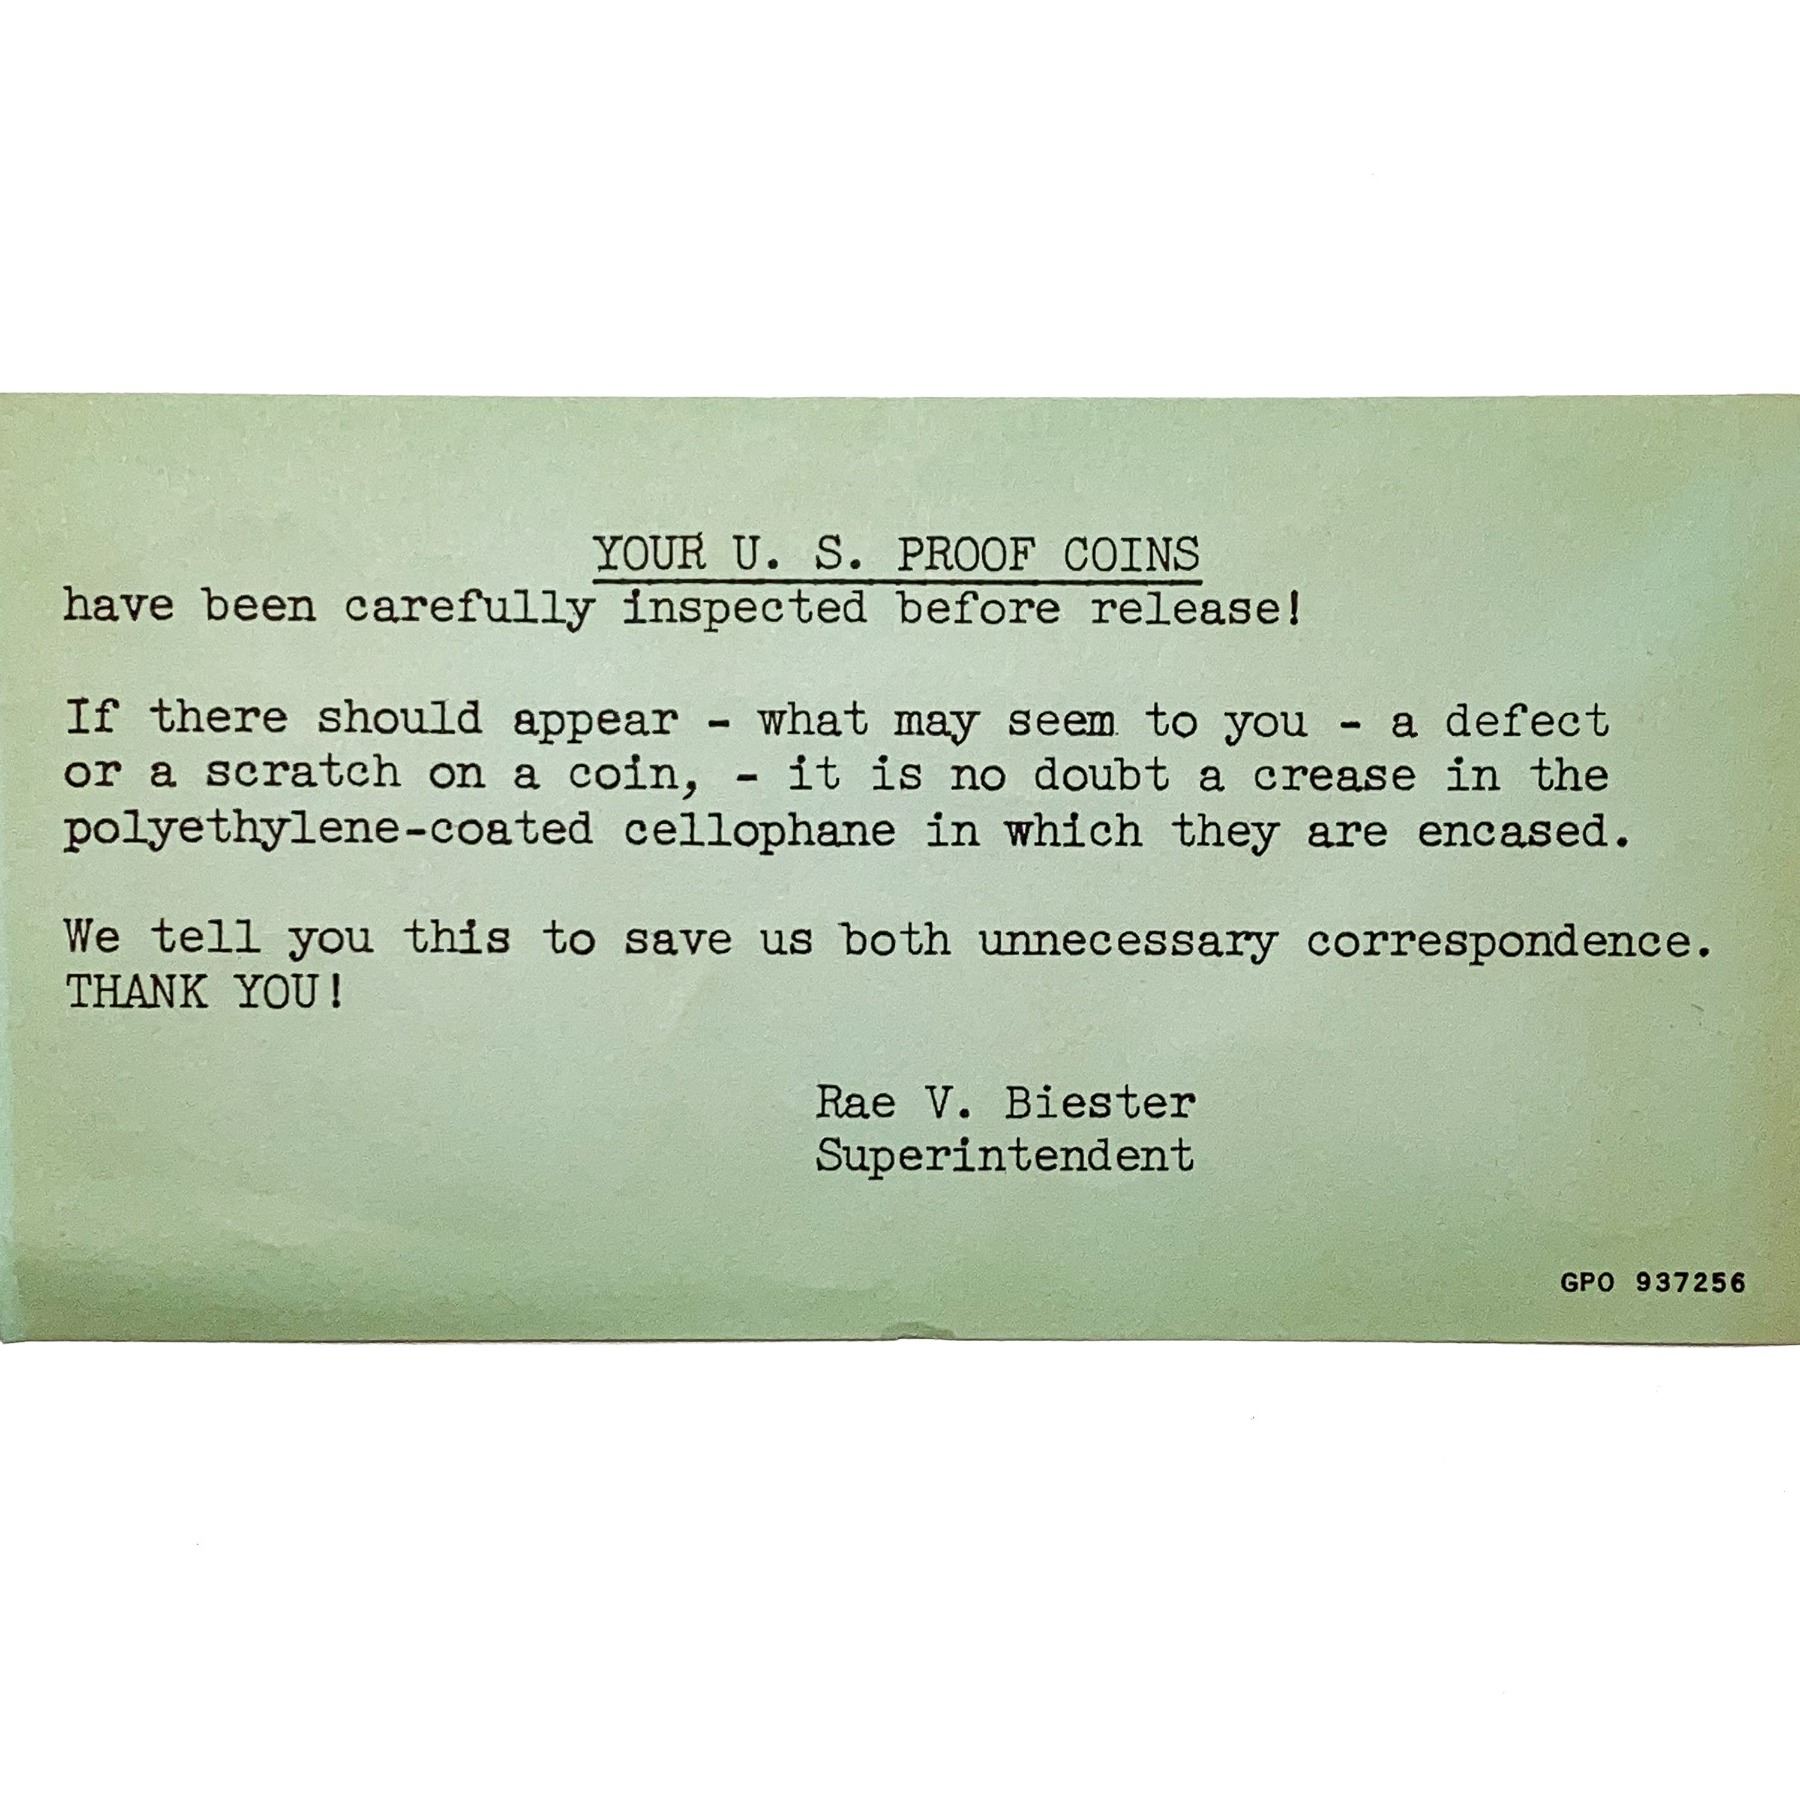 YOUR U. S. PROOF COINS
have been carefully inspected before release!
If there should appear - what may seem to you - a defect
or a scratch on a coin, - it is no doubt a crease in the
polyethylene-coated cellophane in which they are encased.
We tell you this to save us both unnecessary correspondence.
THANK YOU!
Rae V. Biester
Superintendent
GPO 937256